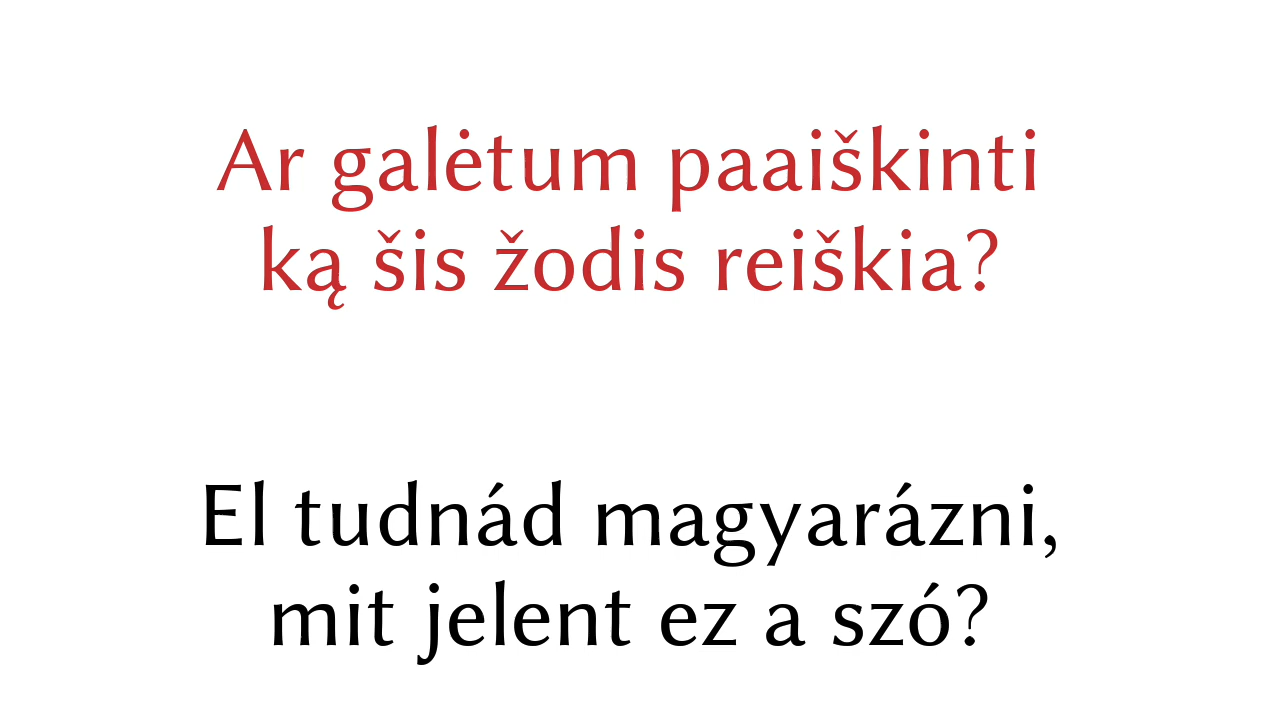 Ar galėtum paaiškinti
ką šis žodis reiškia?
El tudnád magyarázni,
mit jelent ez a szó?